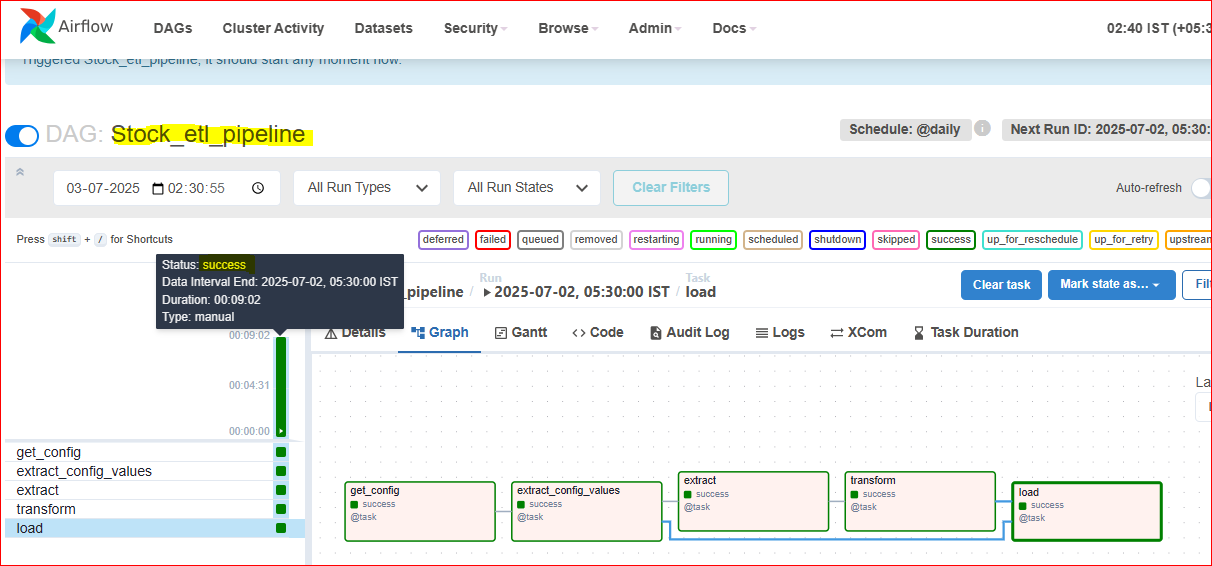 Airflow DAGs Cluster Activity Datasets Security Browse Admin Docs 02:40 IST (+05:3
Triggered Stock_etl_pipeline, it should start any moment now.
DAG: Stock_etl_pipeline
Schedule: @daily Next Run ID: 2025-07-02, 05:30:
03-07-2025 02:30:55 All Run Types All Run States Clear Filters Auto-refresh
Press shift + / for Shortcuts
deferred failed queued removed restarting running scheduled shutdown skipped success up_for_reschedule up_for_retry upstream
Status: success
Data Interval End: 2025-07-02, 05:30:00 IST
Duration: 00:09:02
Type: manual
Run Task
_pipeline / 2025-07-02, 05:30:00 IST / load
Clear task Mark state as... Filt
Details Graph Gantt Code Audit Log Logs XCom Task Duration
00:09:02
00:04:31
00:00:00
La
get_config
extract_config_values
extract
transform
load
get_config
success
@task
extract_config_values
success
@task
extract
success
@task
transform
success
@task
load
success
@task